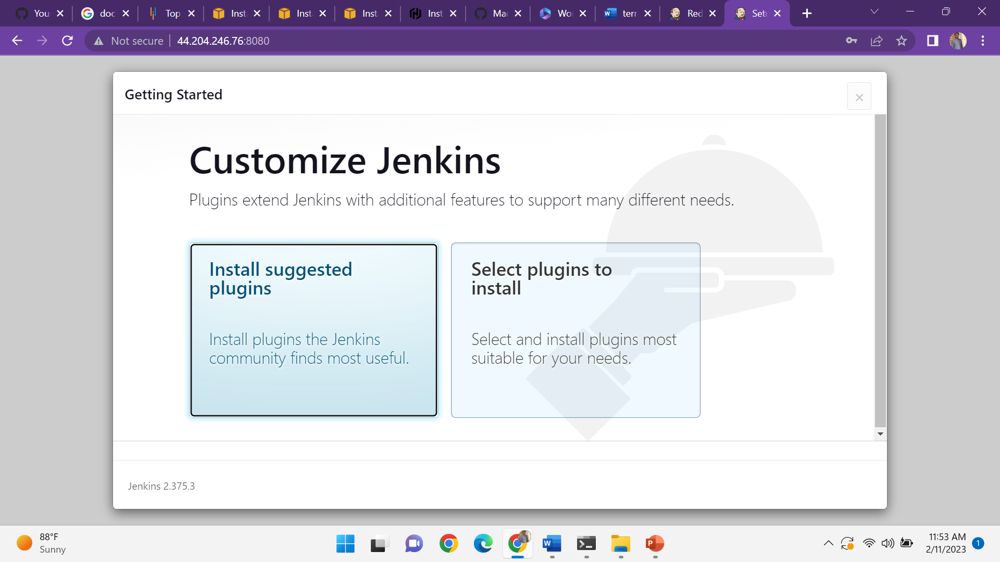 You
doc
Top
Inst
Inst
Inst
Inst
Ma
Wo
terr
Red
Set
Not secure
44.204.246.76:8080
Getting Started
Customize Jenkins
Plugins extend Jenkins with additional features to support many different needs.
Install suggested
plugins
Install plugins the Jenkins
community finds most useful.
Select plugins to
install
Select and install plugins most
suitable for your needs.
Jenkins 2.375.3
88°F
Sunny
11:53 AM
2/11/2023
1